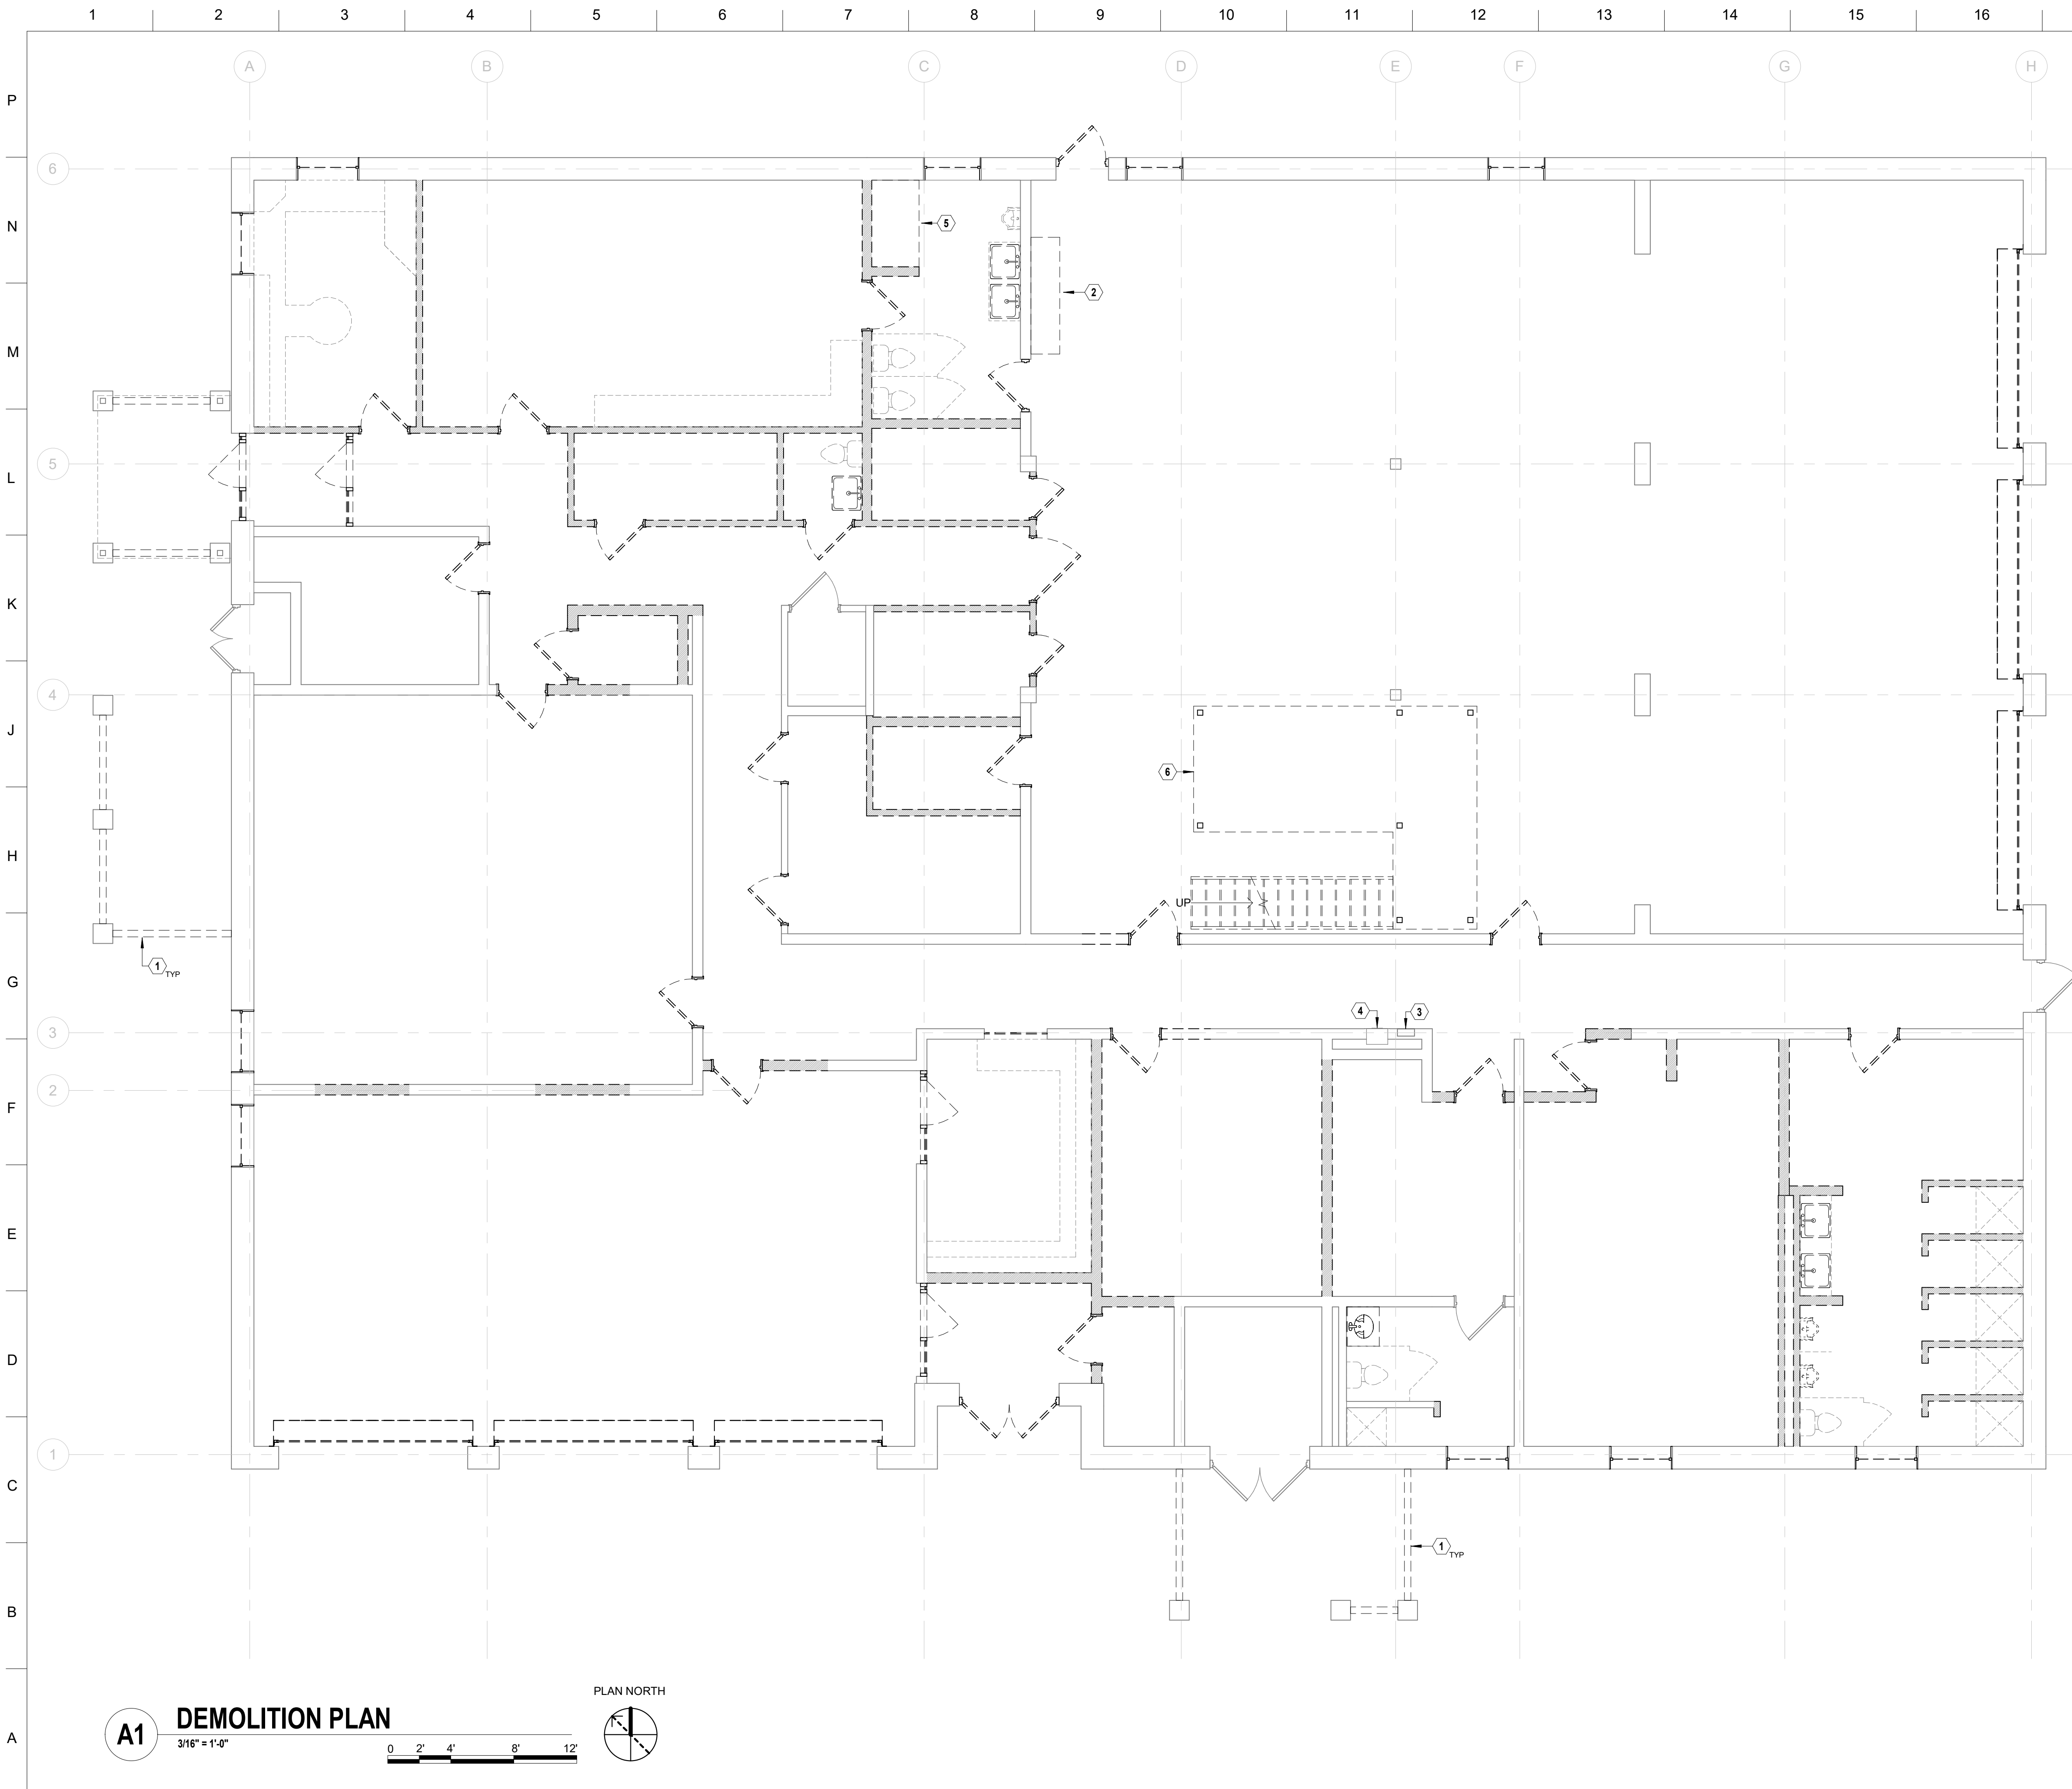 1 2 3 4 5 6 7 8 9 10 11 12 13 14 15 16
A B C D E F G H
P
6
N
5
2
M
5
L
K
4
J
6
H
UP
1 TYP
G
4 3
3
F
2
E
D
1
C
1 TYP
B
PLAN NORTH
A1 DEMOLITION PLAN
3/16" = 1'-0"
0 2' 4' 8' 12'
A